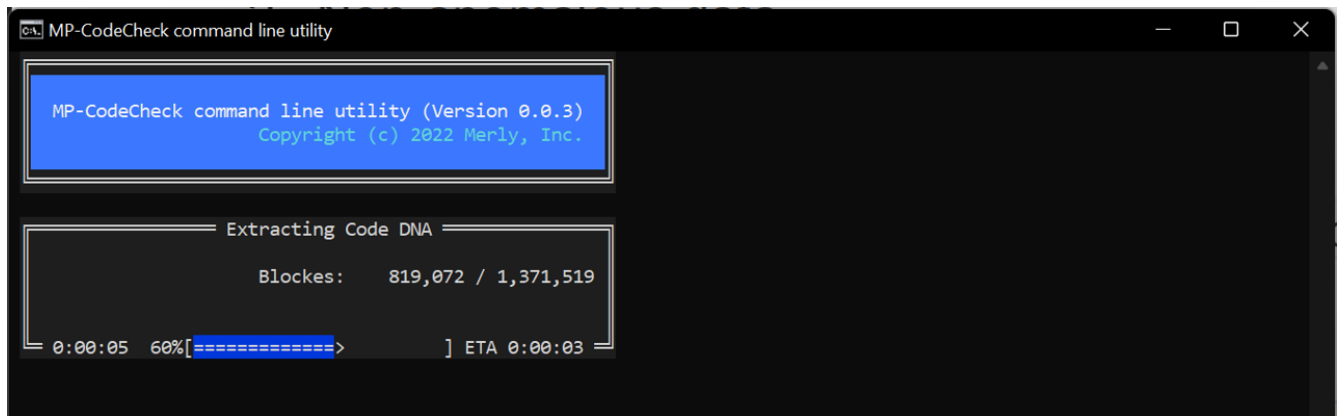 MP-CodeCheck command line utility
MP-CodeCheck command line utility (Version 0.0.3)
Copyright (c) 2022 Merly, Inc.
Extracting Code DNA
Blockes: 819,072 / 1,371,519
0:00:05 60%[=============> ] ETA 0:00:03